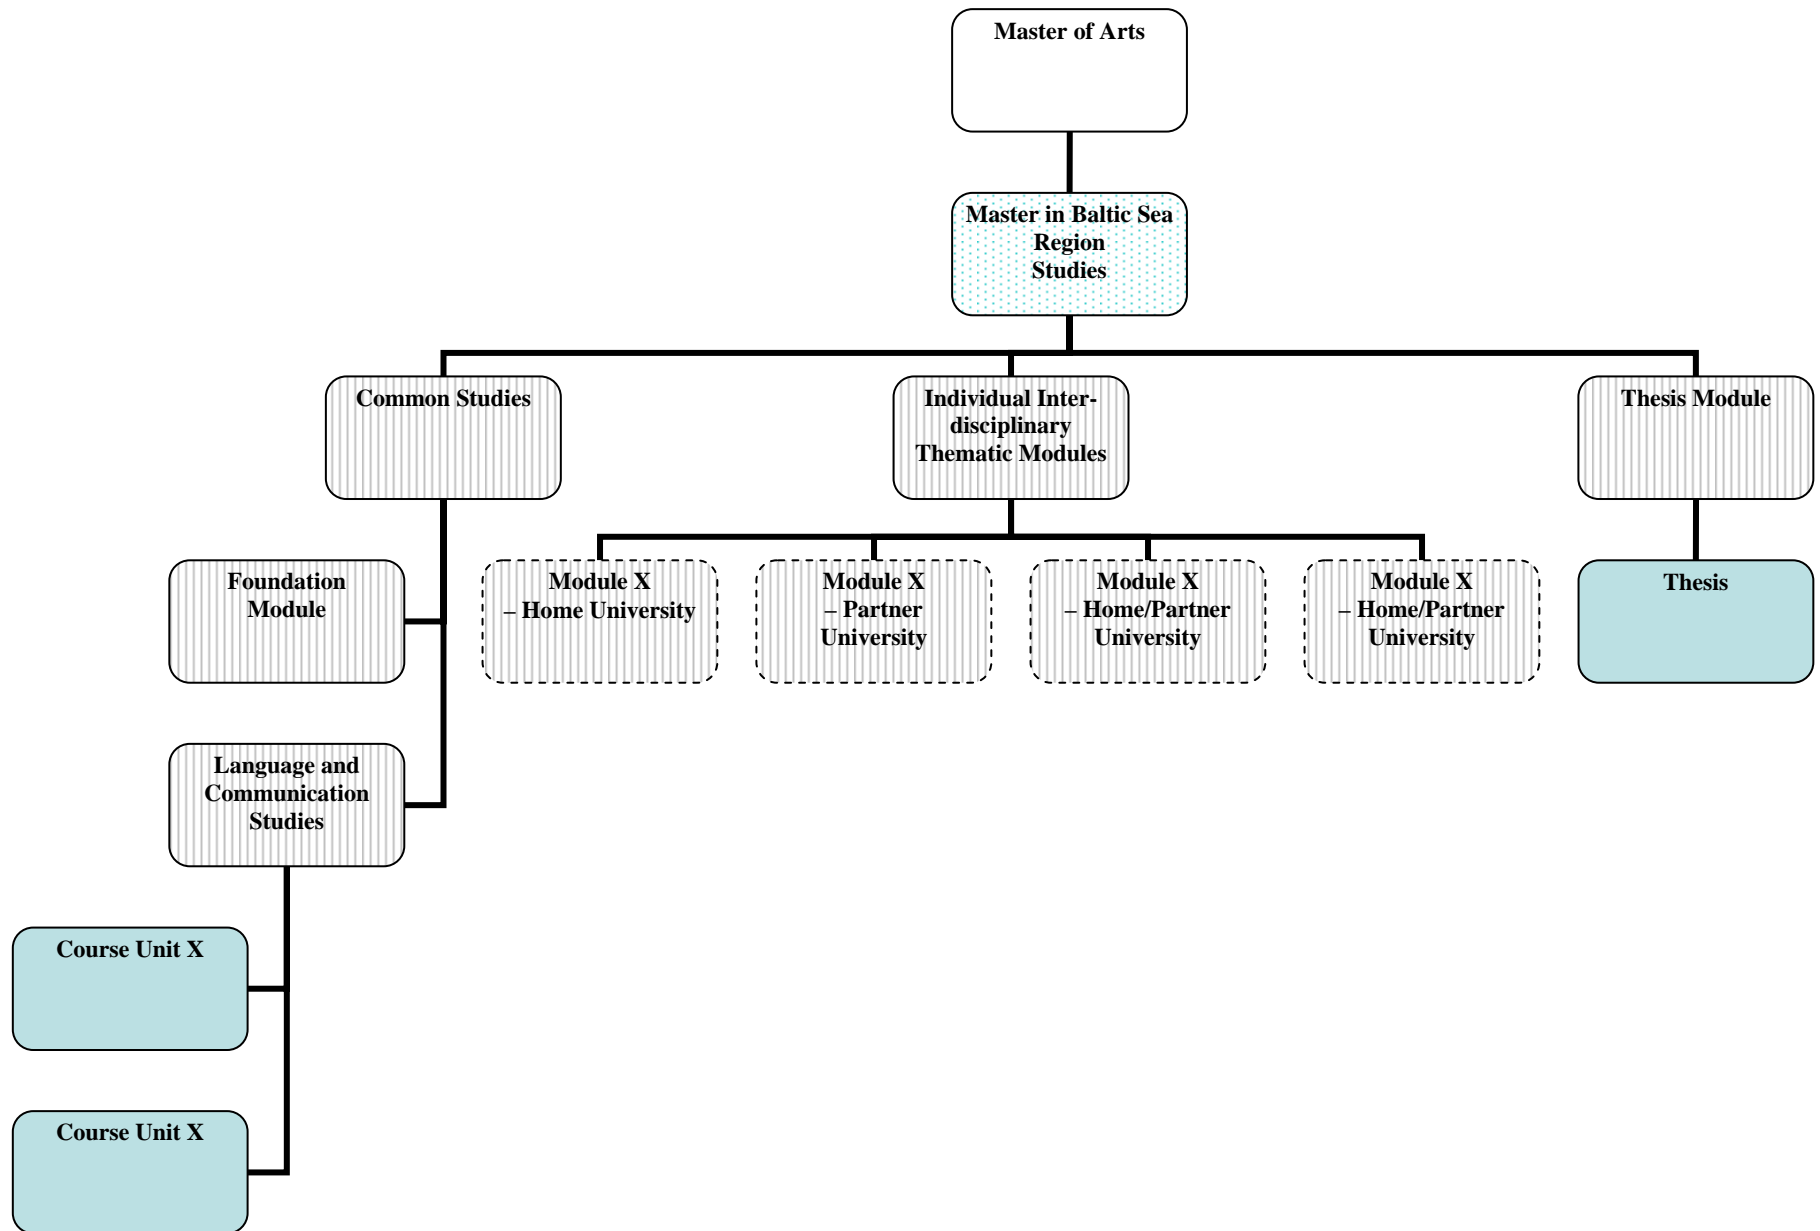 Master of Arts
Master in Baltic Sea
Region
Studies
Common Studies
Individual Inter-
disciplinary
Thematic Modules
Thesis Module
Foundation
Module
Module X
– Home University
Module X
– Partner
University
Module X
– Home/Partner
University
Module X
– Home/Partner
University
Thesis
Language and
Communication
Studies
Course Unit X
Course Unit X